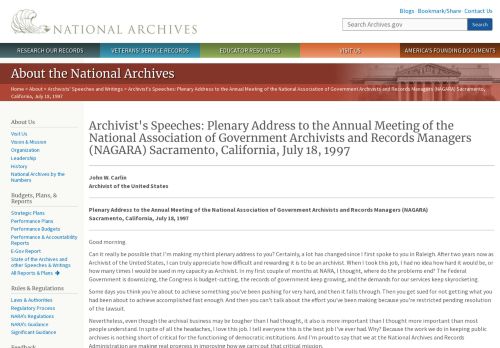 NATIONAL ARCHIVES
Blogs · Bookmark/Share · Contact Us
Search Archives.gov
Search
RESEARCH OUR RECORDS
VETERANS' SERVICE RECORDS
EDUCATOR RESOURCES
VISIT US
AMERICA'S FOUNDING DOCUMENTS
About the National Archives
Home > About > Archivists' Speeches and Writings > Archivist's Speeches: Plenary Address to the Annual Meeting of the National Association of Government Archivists and Records Managers (NAGARA) Sacramento,
California, July 18, 1997
About Us
Visit Us
Vision & Mission
Organization
Leadership
History
National Archives by the
Numbers
Budgets, Plans, &
Reports
Strategic Plans
Performance Plans
Performance Budgets
Performance & Accountability
Reports
E-Gov Report
State of the Archives and
other Speeches & Writings
All Reports & Plans
Rules & Regulations
Laws & Authorities
Regulatory Process
NARA's Regulations
NARA's Guidance
Significant Guidance
Feedback
Archivist's Speeches: Plenary Address to the Annual Meeting of the
National Association of Government Archivists and Records Managers
(NAGARA) Sacramento, California, July 18, 1997
John W. Carlin
Archivist of the United States
Plenary Address to the Annual Meeting of the National Association of Government Archivists and Records Managers (NAGARA)
Sacramento, California, July 18, 1997
Good morning.
Can it really be possible that I'm making my third plenary address to you? Certainly, a lot has changed since I first spoke to you in Raleigh. After two years now as
Archivist of the United States, I can truly appreciate how difficult and rewarding it is to be an archivist. When I took this job, I had no idea how hard it would be, or
how many times I would be sued in my capacity as Archivist. In my first couple of months at NARA, I thought, where do the problems end? The Federal
Government is downsizing, the Congress is budget-cutting, the records of government keep growing, and the demands for our services keep skyrocketing.
Some days you think you're about to achieve something you've been pushing for very hard, and then it falls through. Then you get sued for not getting what you
had been about to achieve accomplished fast enough. And then you can't talk about the effort you've been making because you're restricted pending resolution
of the lawsuit.
Nevertheless, even though the archival business may be tougher than I had thought, it also is more important than I thought more important than most
people understand. In spite of all the headaches, I love this job. I tell everyone this is the best job I've ever had. Why? Because the work we do in keeping public
archives is nothing short of critical for the functioning of democratic institutions. And I'm proud to say that we at the National Archives and Records
Administration are making real progress in improving how we carry out that critical mission.